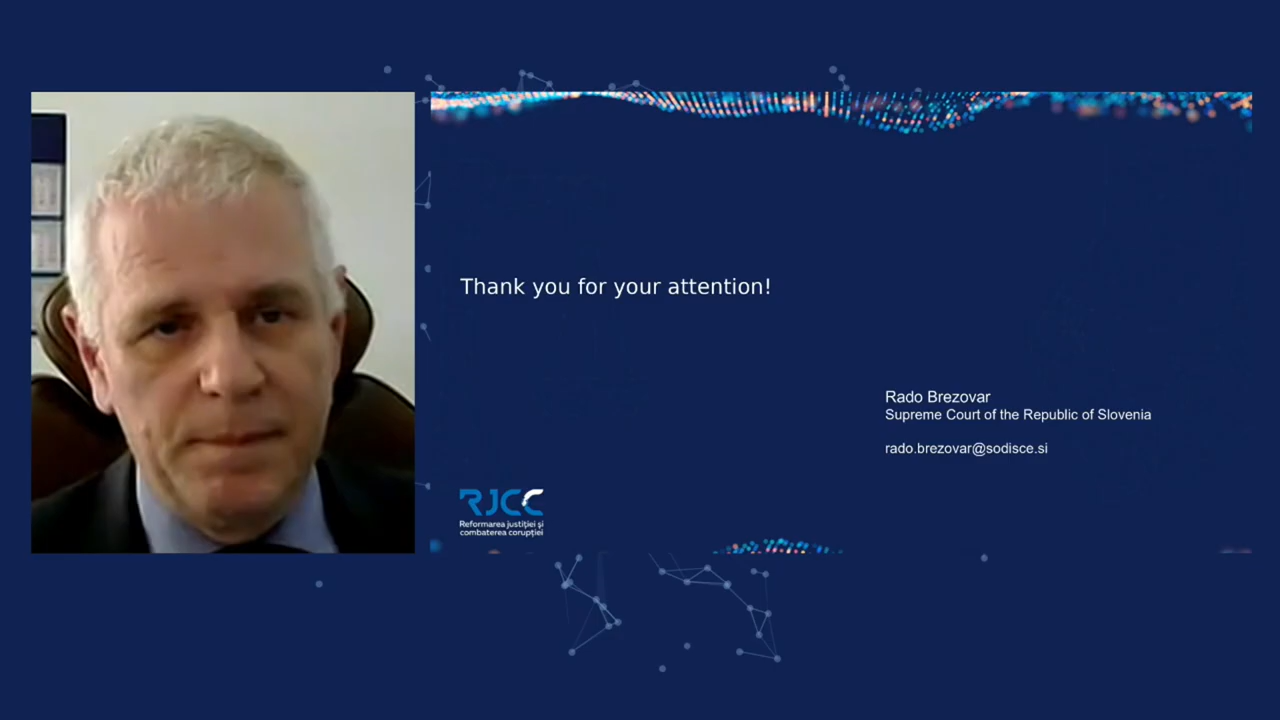 Thank you for your attention!
Rado Brezovar
Supreme Court of the Republic of Slovenia
rado.brezovar@sodisce.si
RJCC
Reformarea justiției și
combaterea corupției